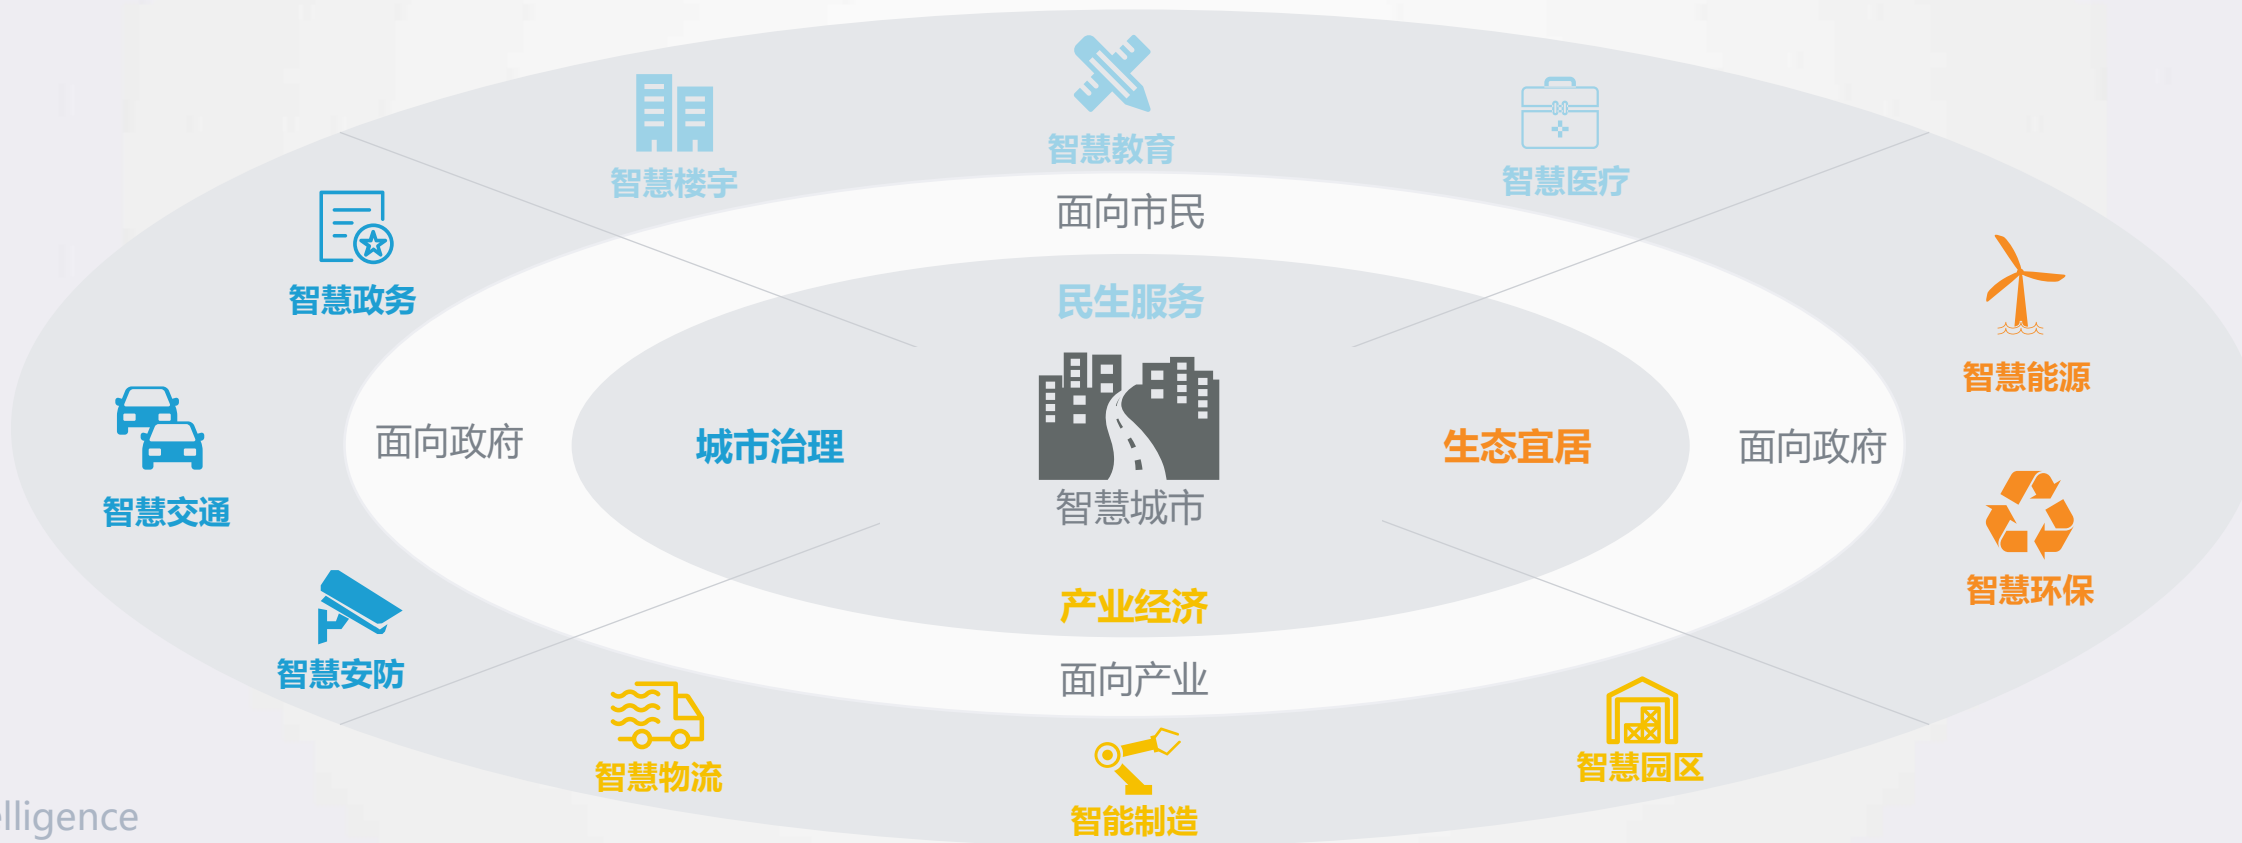 智慧教育
智慧楼宇
智慧医疗
面向市民
智慧政务
民生服务
智慧能源
面向政府
城市治理
生态宜居
面向政府
智慧交通
智慧城市
智慧环保
产业经济
智慧安防
面向产业
智慧物流
智慧园区
智能制造
lligence